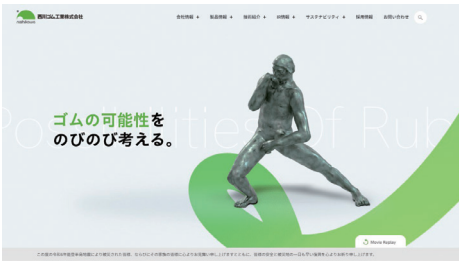 西川ゴム工業株式会社
会社情報 + 製品情報 + 技術紹介 + IR情報 + サステナビリティ + 採用情報 お問い合わせ
Possibilities Of Rub
ゴムの可能性を
のびのび考える。
Movie Replay